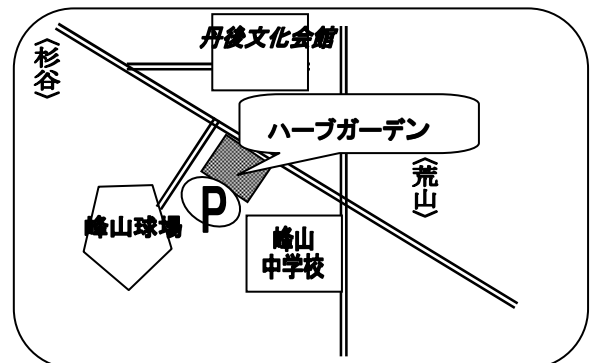 丹後文化会館
〈杉谷〉
ハーブガーデン
〈荒山〉
P
峰山球場
峰山
中学校